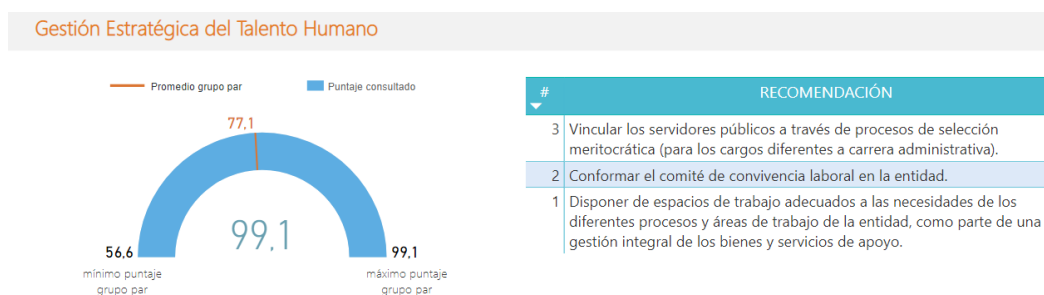 Gestión Estratégica del Talento Humano
Promedio grupo par
Puntaje consultado
77,1
99,1
56,6
mínimo puntaje
grupo par
99,1
máximo puntaje
grupo par
# RECOMENDACIÓN
3 Vincular los servidores públicos a través de procesos de selección
meritocrática (para los cargos diferentes a carrera administrativa).
2 Conformar el comité de convivencia laboral en la entidad.
1 Disponer de espacios de trabajo adecuados a las necesidades de los
diferentes procesos y áreas de trabajo de la entidad, como parte de una
gestión integral de los bienes y servicios de apoyo.